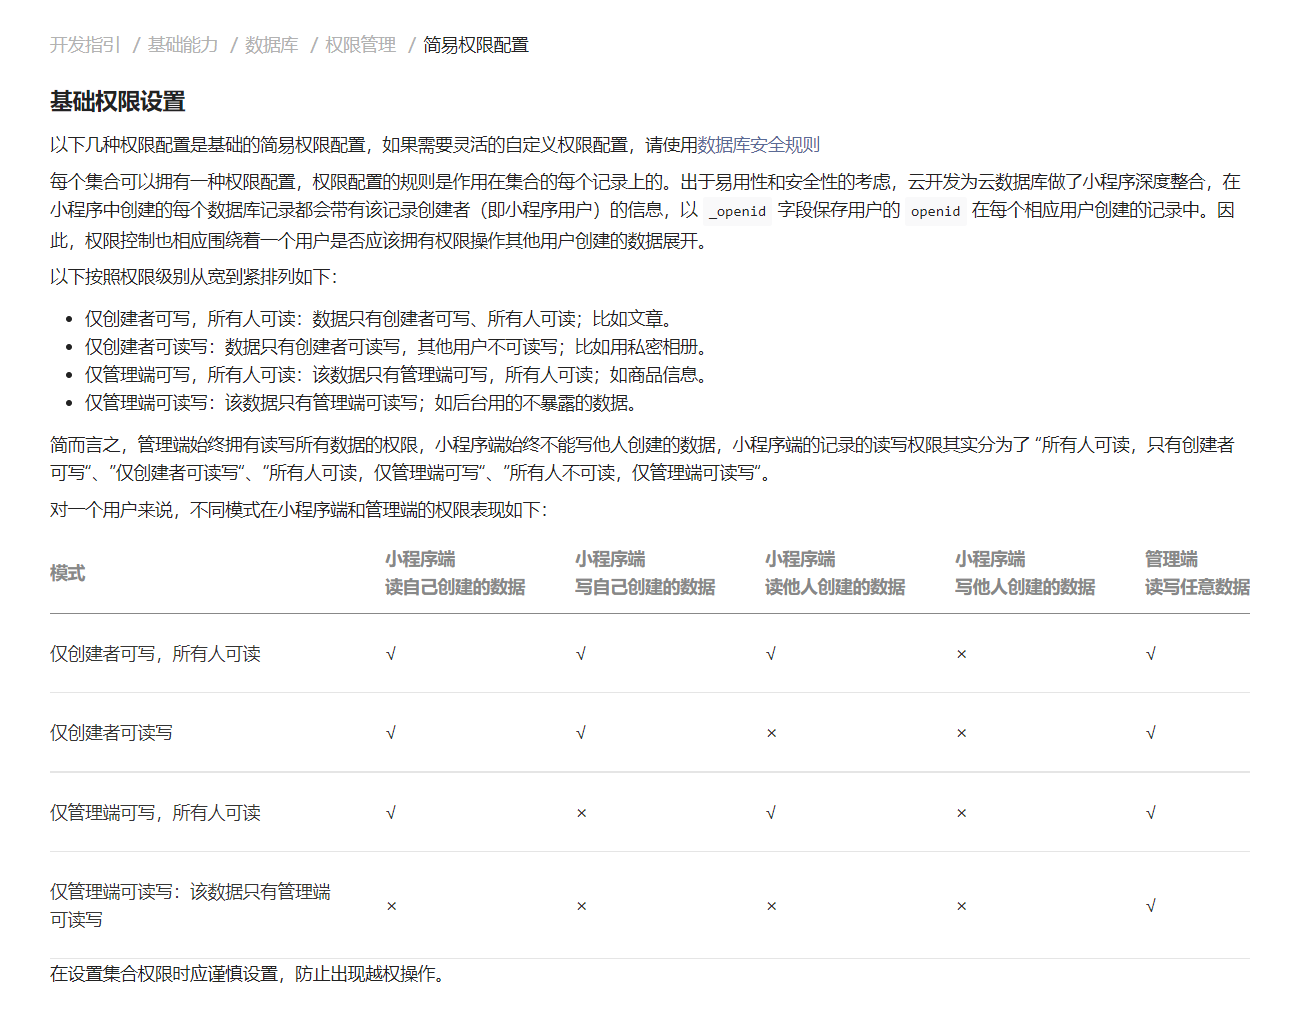 开发指引 / 基础能力 / 数据库 / 权限管理 / 简易权限配置
基础权限设置
以下几种权限配置是基础的简易权限配置，如果需要灵活的自定义权限配置，请使用数据库安全规则
每个集合可以拥有一种权限配置，权限配置的规则是作用在集合的每个记录上的。出于易用性和安全性的考虑，云开发为云数据库做了小程序深度整合，在
小程序中创建的每个数据库记录都会带有该记录创建者（即小程序用户）的信息，以 _openid 字段保存用户的 openid 在每个相应用户创建的记录中。因
此，权限控制也相应围绕着一个用户是否应该拥有权限操作其他用户创建的数据展开。
以下按照权限级别从宽到紧排列如下：
• 仅创建者可写，所有人可读：数据只有创建者可写、所有人可读；比如文章。
• 仅创建者可读写：数据只有创建者可读写，其他用户不可读写；比如用私密相册。
• 仅管理端可写，所有人可读：该数据只有管理端可写，所有人可读；如商品信息。
• 仅管理端可读写：该数据只有管理端可读写；如后台用的不暴露的数据。
简而言之，管理端始终拥有读写所有数据的权限，小程序端始终不能写他人创建的数据，小程序端的记录的读写权限其实分为了 “所有人可读，只有创建者
可写“、”仅创建者可读写“、”所有人可读，仅管理端可写“、”所有人不可读，仅管理端可读写“。
对一个用户来说，不同模式在小程序端和管理端的权限表现如下：
模式 小程序端 小程序端 小程序端 小程序端 管理端
读自己创建的数据 写自己创建的数据 读他人创建的数据 写他人创建的数据 读写任意数据
仅创建者可写，所有人可读 √ √ √ × √
仅创建者可读写 √ √ × × √
仅管理端可写，所有人可读 √ × √ × √
仅管理端可读写：该数据只有管理端
可读写 × × × × √
在设置集合权限时应谨慎设置，防止出现越权操作。